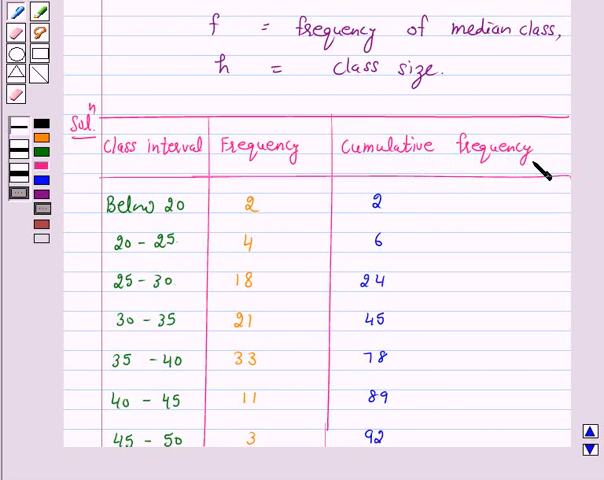 f = frequency of median class,
h = class size.
Solⁿ.
Class interval Frequency Cumulative frequency
Below 20 2 2
20 - 25 4 6
25 - 30 18 24
30 - 35 21 45
35 - 40 33 78
40 - 45 11 89
45 - 50 3 92